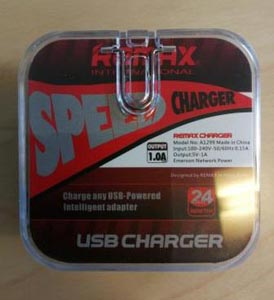 REMAX
INTERNATIONAL
SPEED
CHARGER
OUTPUT
1.0A
REMAX CHARGER
Model No: A1299 Made in China
Input:100-240V-50/60Hz 0.15A
Output:5V-1A
Emerson Network Power
Designed by REMAX
Charge any USB-Powered
Intelligent adapter
24
USB CHARGER